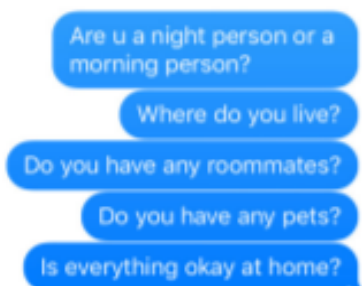 Are u a night person or a
morning person?
Where do you live?
Do you have any roommates?
Do you have any pets?
Is everything okay at home?